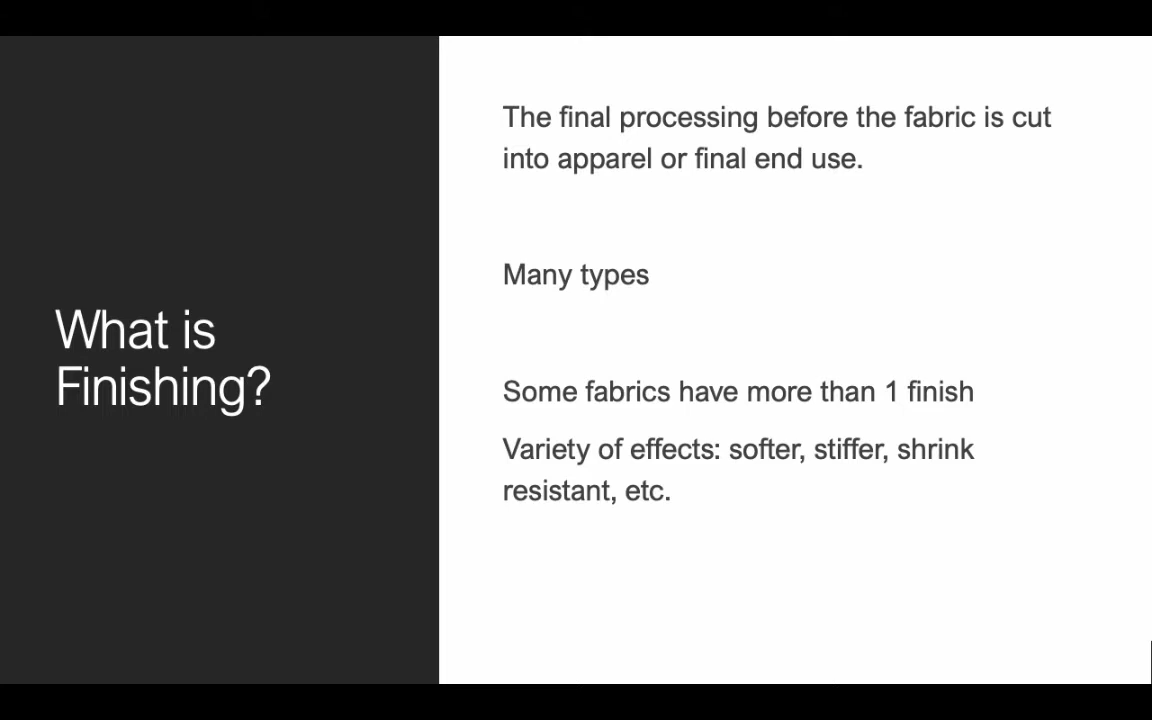 What is
Finishing?
The final processing before the fabric is cut
into apparel or final end use.
Many types
Some fabrics have more than 1 finish
Variety of effects: softer, stiffer, shrink
resistant, etc.